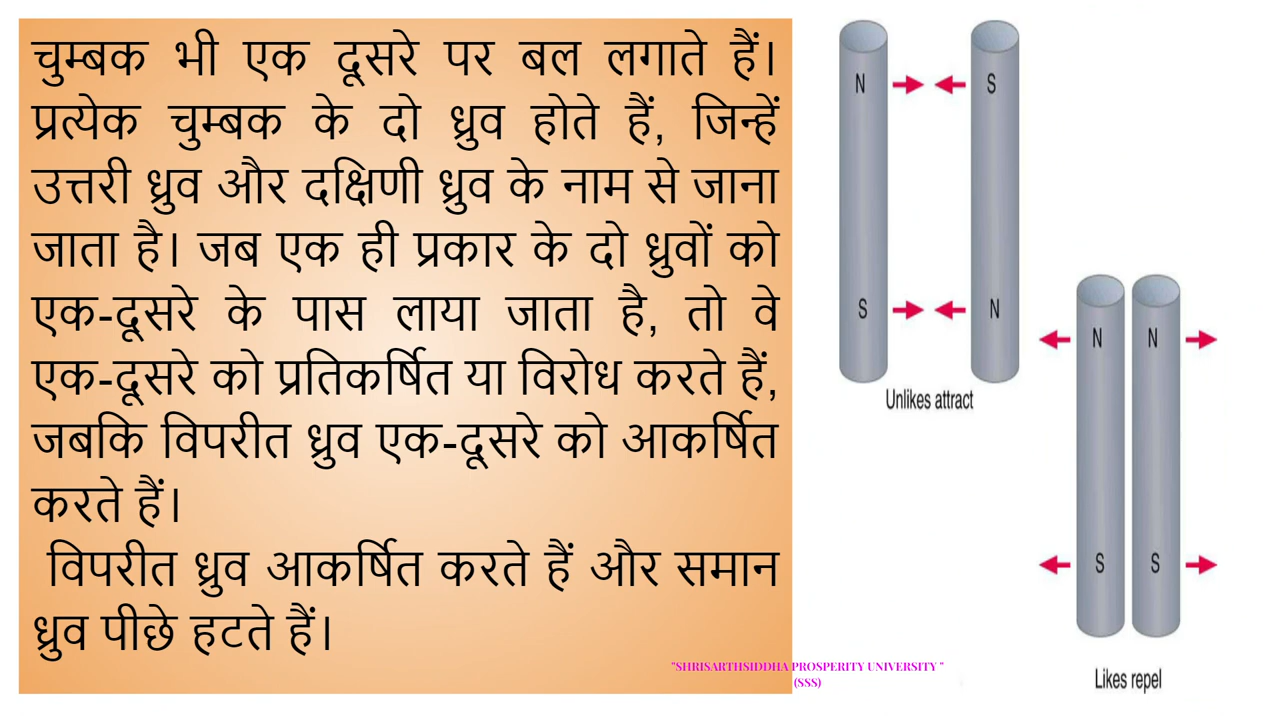 चुम्बक भी एक दूसरे पर बल लगाते हैं।
प्रत्येक चुम्बक के दो ध्रुव होते हैं, जिन्हें
उत्तरी ध्रुव और दक्षिणी ध्रुव के नाम से जाना
जाता है। जब एक ही प्रकार के दो ध्रुवों को
एक-दूसरे के पास लाया जाता है, तो वे
एक-दूसरे को प्रतिकर्षित या विरोध करते हैं,
जबकि विपरीत ध्रुव एक-दूसरे को आकर्षित
करते हैं।
विपरीत ध्रुव आकर्षित करते हैं और समान
ध्रुव पीछे हटते हैं।
N S
S N
Unlikes attract
N N
S S
Likes repel
"SHRISARTHSIDDHA PROSPERITY UNIVERSITY "
(SSS)